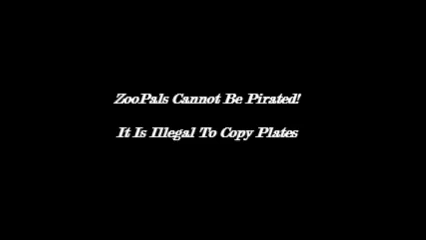 ZooPals Cannot Be Pirated!
It Is Illegal To Copy Plates